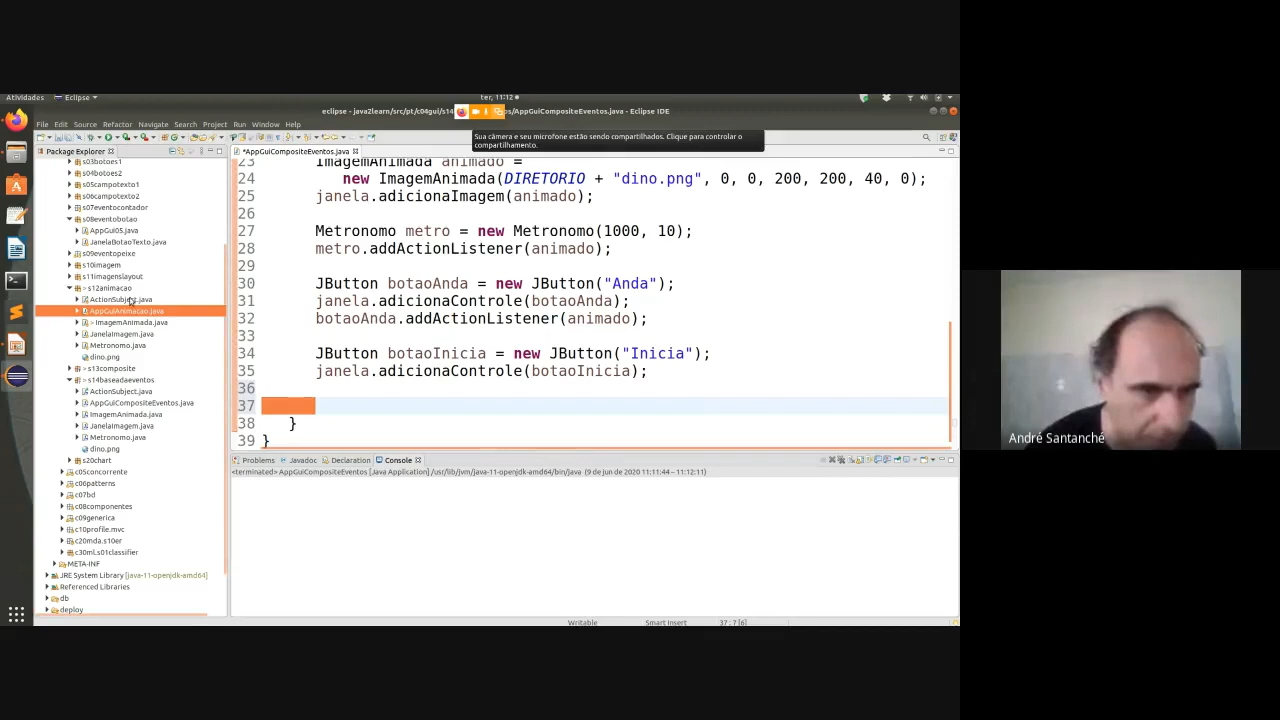 Atividades
Eclipse
ter, 11:12
eclipse - java2learn/src/pt/c04gui/s14
os/AppGuiCompositeEventos.java - Eclipse IDE
File Edit Source Refactor Navigate Search Project Run Window Help
Sua câmera e seu microfone estão sendo compartilhados. Clique para controlar o
compartilhamento.
Package Explorer
s03botoes1
s04botoes2
s05campotexto1
s06campotexto2
s07eventocontador
s08eventobotao
AppGui05.java
JanelaBotaoTexto.java
s09eventopeixe
s10imagem
s11imagenslayout
> s12animacao
ActionSubject.java
AppGuiAnimacao.java
> ImagemAnimada.java
JanelaImagem.java
Metronomo.java
dino.png
> s13composite
s14baseadaeventos
ActionSubject.java
AppGuiCompositeEventos.java
ImagemAnimada.java
JanelaImagem.java
Metronomo.java
dino.png
s20chart
c05concorrente
c06patterns
c07bd
c08componentes
c09generica
c10profile.mvc
c20mda.s10er
c30ml.s01classifier
META-INF
JRE System Library [java-11-openjdk-amd64]
Referenced Libraries
db
deploy
*AppGuiCompositeEventos.java
23 ImagemAnimada animado =
24 new ImagemAnimada(DIRETORIO + "dino.png", 0, 0, 200, 200, 40, 0);
25 janela.adicionaImagem(animado);
26
27 Metronomo metro = new Metronomo(1000, 10);
28 metro.addActionListener(animado);
29
30 JButton botaoAnda = new JButton("Anda");
31 janela.adicionaControle(botaoAnda);
32 botaoAnda.addActionListener(animado);
33
34 JButton botaoInicia = new JButton("Inicia");
35 janela.adicionaControle(botaoInicia);
36
37
38 }
39 }
Problems Javadoc Declaration Console
<terminated> AppGuiCompositeEventos [Java Application] /usr/lib/jvm/java-11-openjdk-amd64/bin/java (9 de jun de 2020 11:11:44 – 11:12:11)
Writable Smart Insert 37 : 7 [6]
André Santanchè